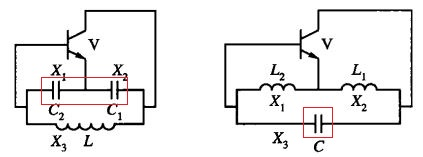 V
X₁ X₂
C₂ C₁
X₃ L
V
L₂ L₁
X₁ X₂
X₃ C